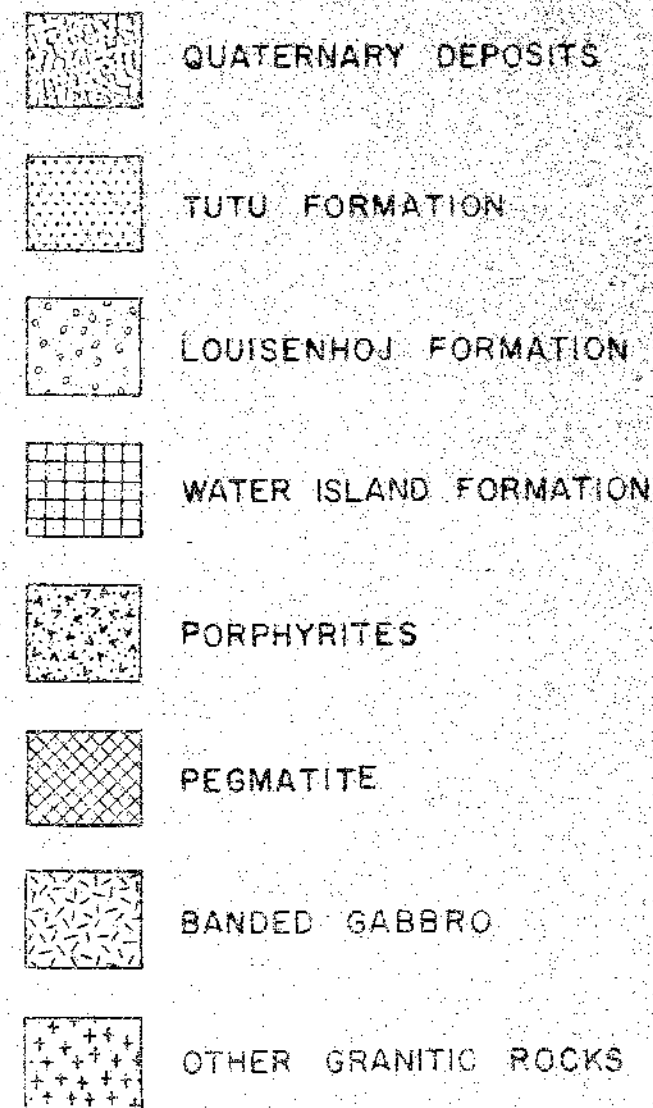 QUATERNARY DEPOSITS
TUTU FORMATION
LOUISENHOJ FORMATION
WATER ISLAND FORMATION
PORPHYRITES
PEGMATITE
BANDED GABBRO
OTHER GRANITIC ROCKS